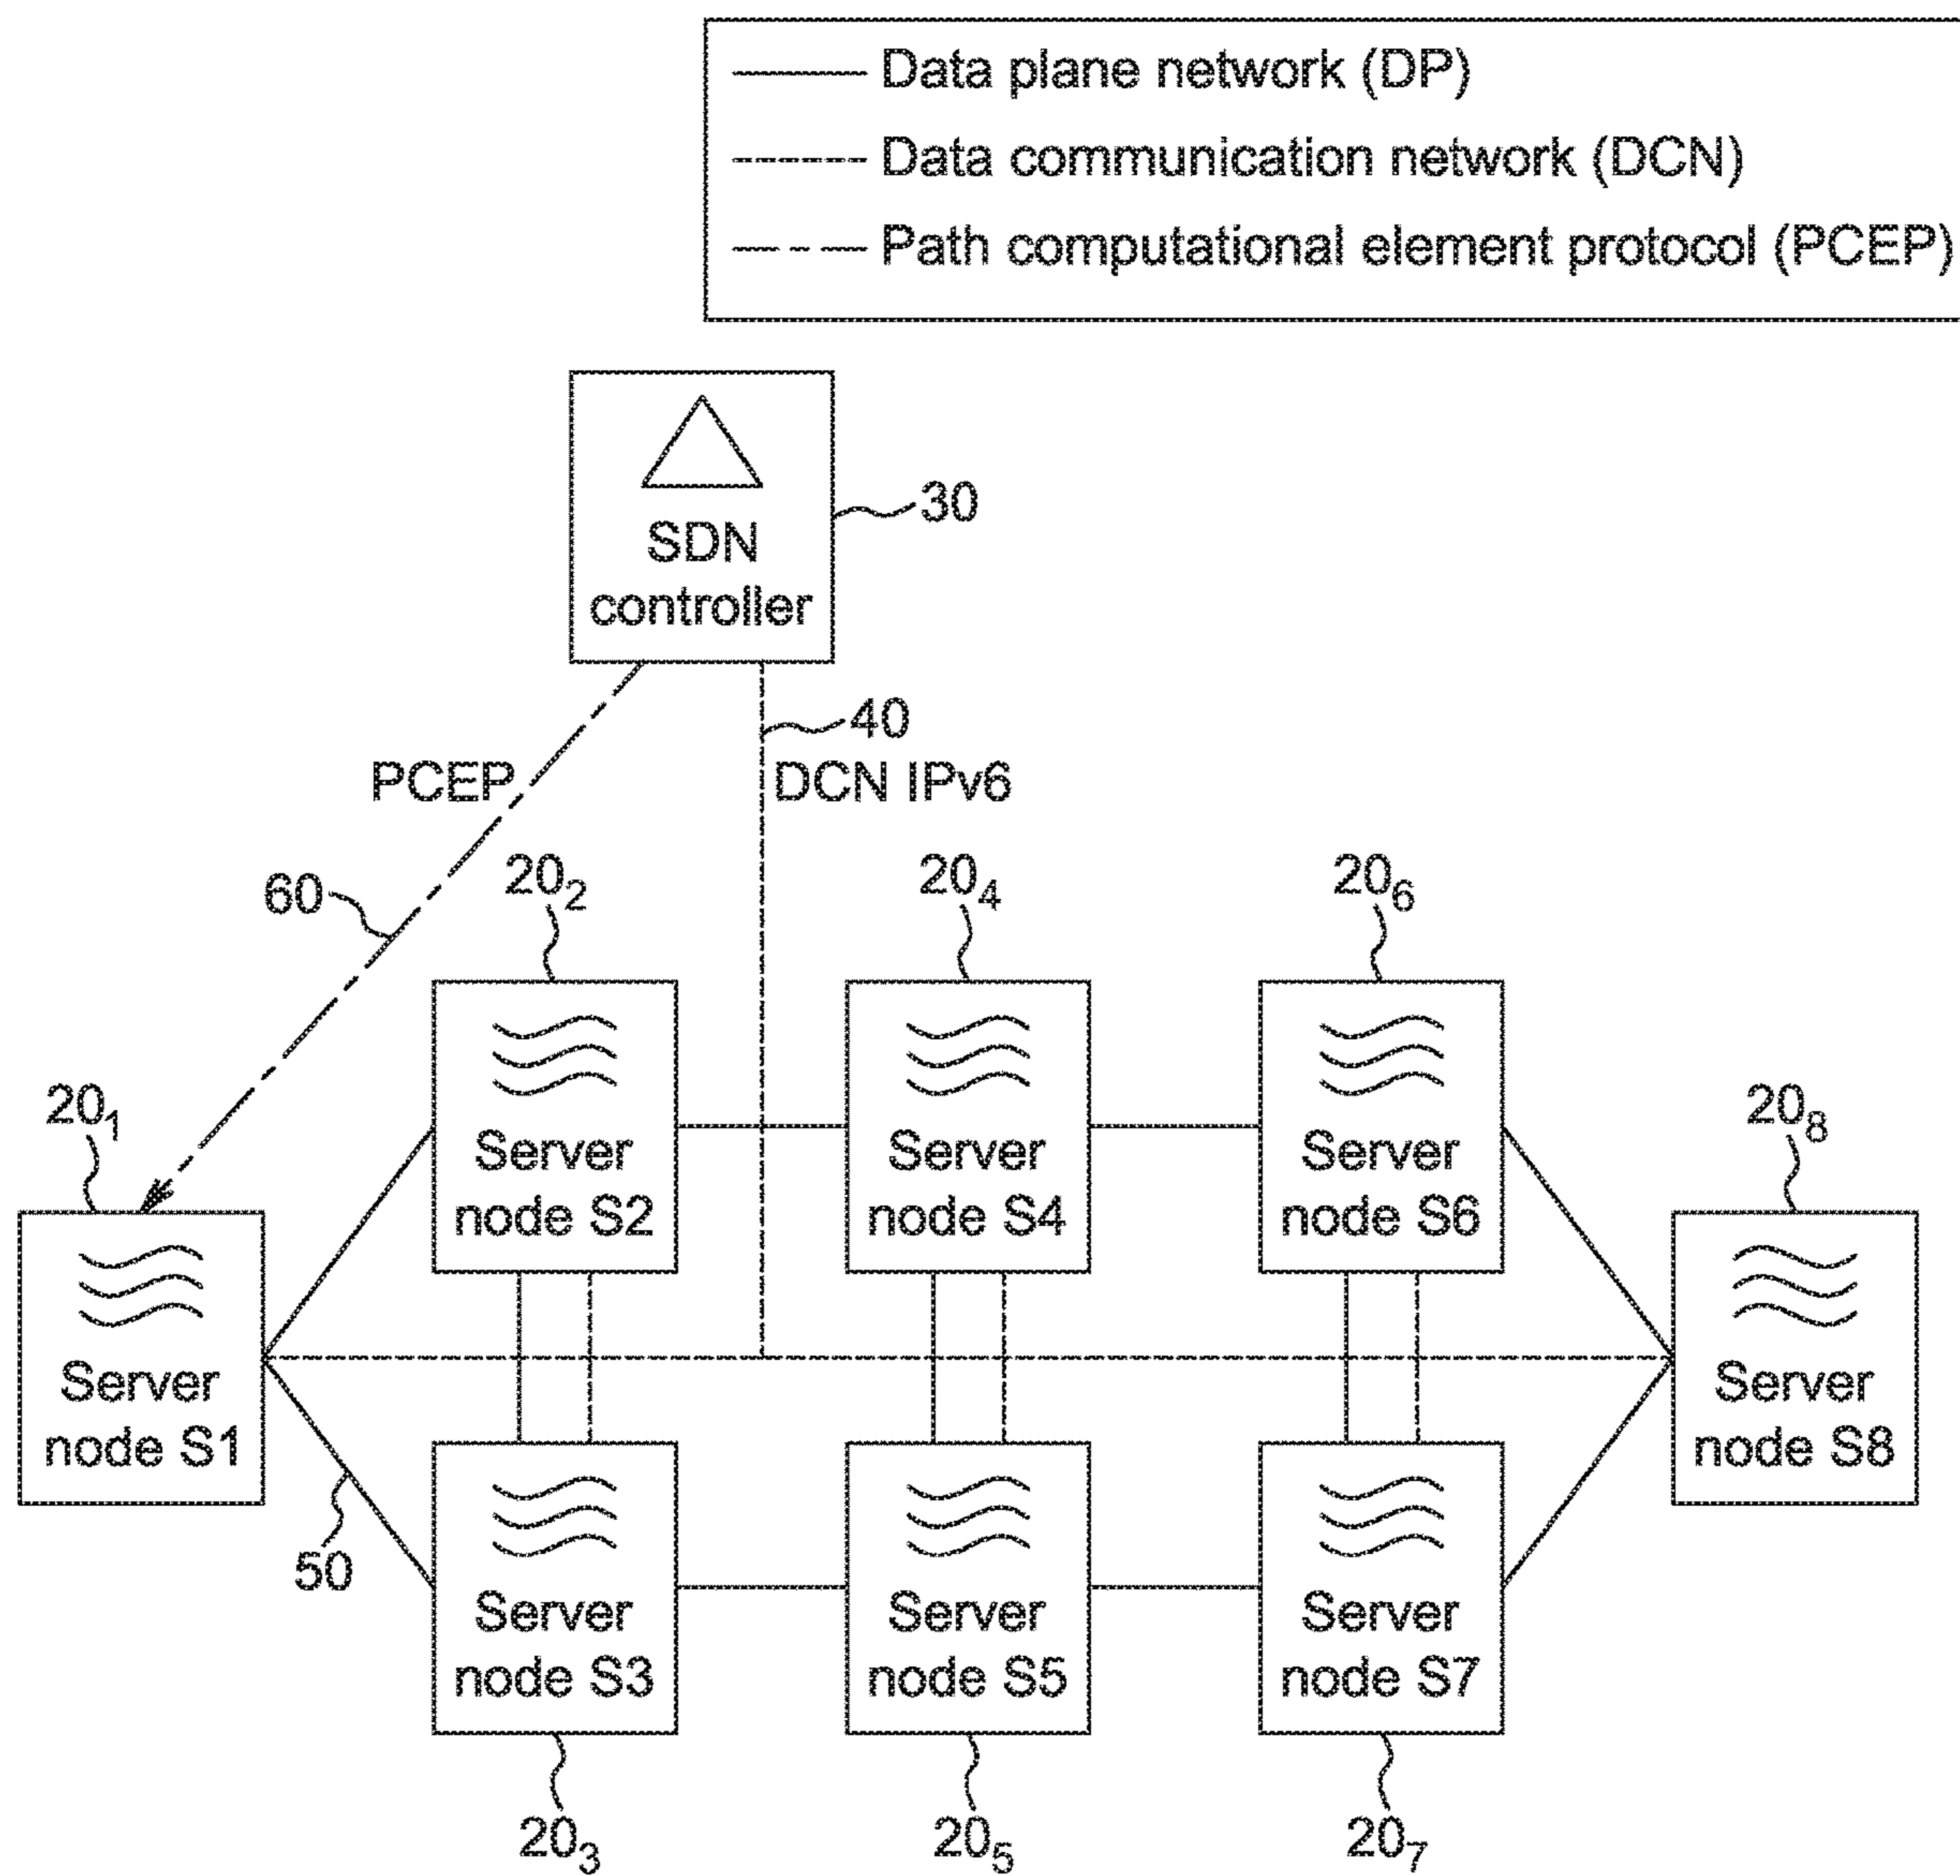 Data plane network (DP)
Data communication network (DCN)
Path computational element protocol (PCEP)
SDN
controller
30
40
PCEP
DCN IPv6
60
20₂
20₄
20₆
20₁
20₈
Server
node S2
Server
node S4
Server
node S6
Server
node S1
Server
node S8
50
Server
node S3
Server
node S5
Server
node S7
20₃
20₅
20₇